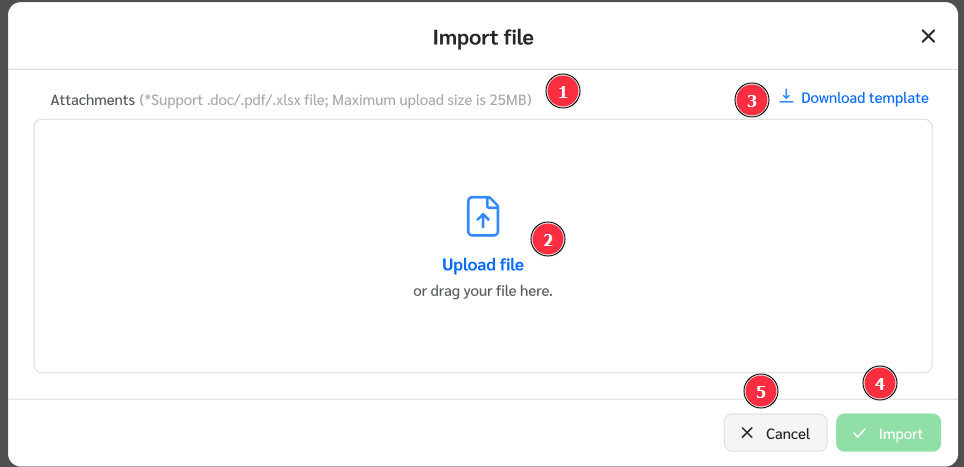 Import file
Attachments (*Support .doc/.pdf/.xlsx file; Maximum upload size is 25MB)
1
3
Download template
2
Upload file
or drag your file here.
5
4
Cancel
Import